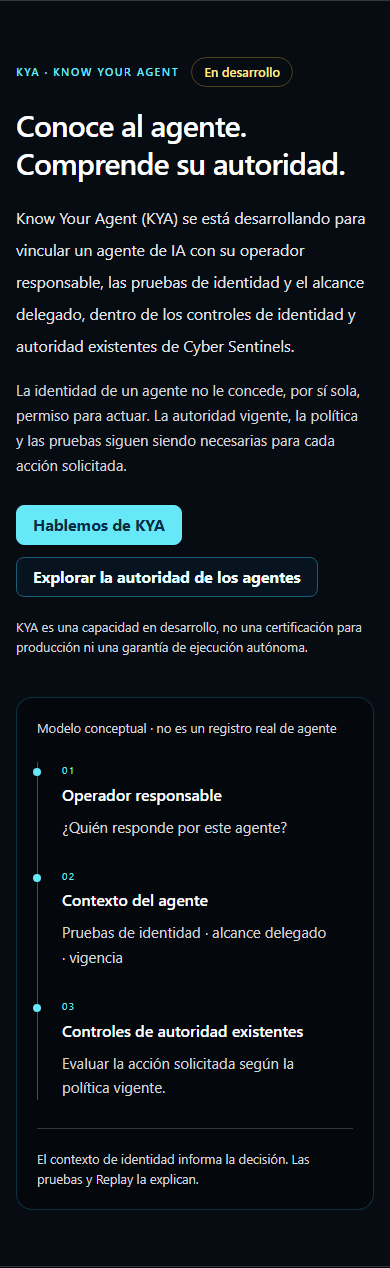 KYA · KNOW YOUR AGENT
En desarrollo
Conoce al agente.
Comprende su autoridad.
Know Your Agent (KYA) se está desarrollando para
vincular un agente de IA con su operador
responsable, las pruebas de identidad y el alcance
delegado, dentro de los controles de identidad y
autoridad existentes de Cyber Sentinels.
La identidad de un agente no le concede, por sí sola,
permiso para actuar. La autoridad vigente, la política
y las pruebas siguen siendo necesarias para cada
acción solicitada.
Hablemos de KYA
Explorar la autoridad de los agentes
KYA es una capacidad en desarrollo, no una certificación para
producción ni una garantía de ejecución autónoma.
Modelo conceptual · no es un registro real de agente
01
Operador responsable
¿Quién responde por este agente?
02
Contexto del agente
Pruebas de identidad · alcance delegado
· vigencia
03
Controles de autoridad existentes
Evaluar la acción solicitada según la
política vigente.
El contexto de identidad informa la decisión. Las
pruebas y Replay la explican.